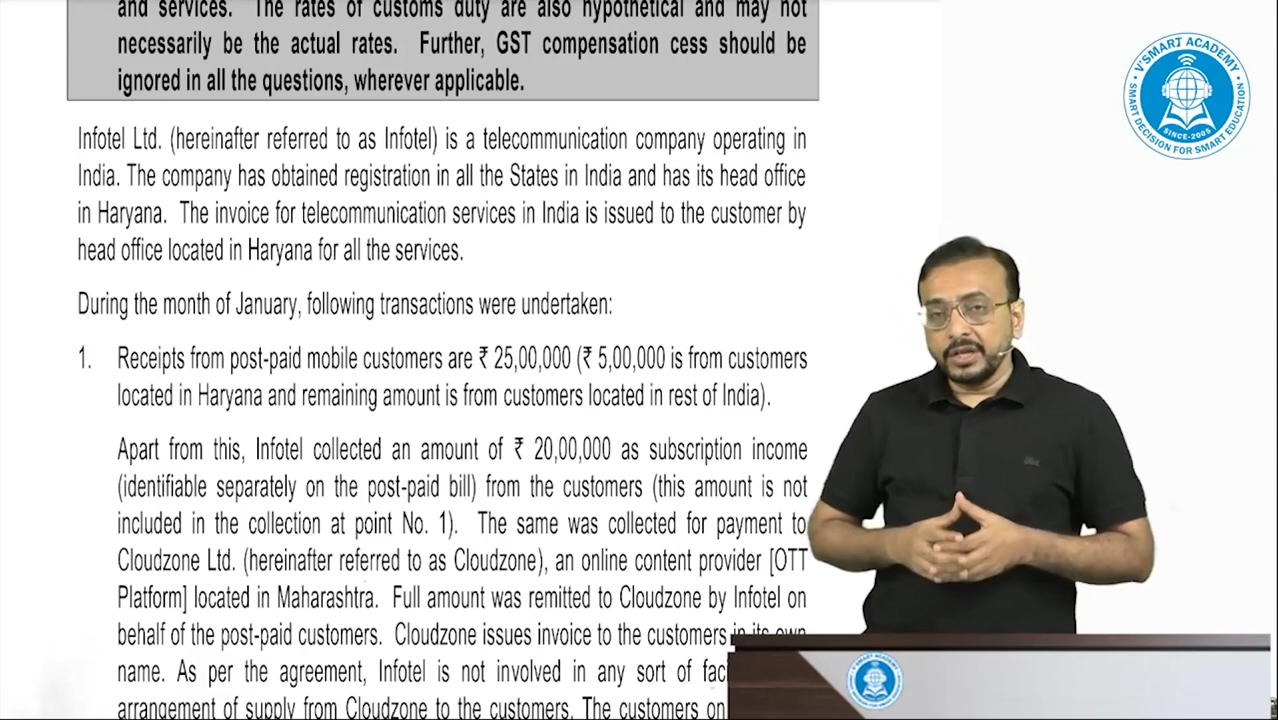 and services. The rates of customs duty are also hypothetical and may not
necessarily be the actual rates. Further, GST compensation cess should be
ignored in all the questions, wherever applicable.
Infotel Ltd. (hereinafter referred to as Infotel) is a telecommunication company operating in
India. The company has obtained registration in all the States in India and has its head office
in Haryana. The invoice for telecommunication services in India is issued to the customer by
head office located in Haryana for all the services.
During the month of January, following transactions were undertaken:
1. Receipts from post-paid mobile customers are ₹ 25,00,000 (₹ 5,00,000 is from customers
located in Haryana and remaining amount is from customers located in rest of India).
Apart from this, Infotel collected an amount of ₹ 20,00,000 as subscription income
(identifiable separately on the post-paid bill) from the customers (this amount is not
included in the collection at point No. 1). The same was collected for payment to
Cloudzone Ltd. (hereinafter referred to as Cloudzone), an online content provider [OTT
Platform] located in Maharashtra. Full amount was remitted to Cloudzone by Infotel on
behalf of the post-paid customers. Cloudzone issues invoice to the customers in its own
name. As per the agreement, Infotel is not involved in any sort of
arrangement of supply from Cloudzone to the customers. The customers on
V'SMART ACADEMY
SMART DECISION FOR SMART EDUCATION
SINCE-2005